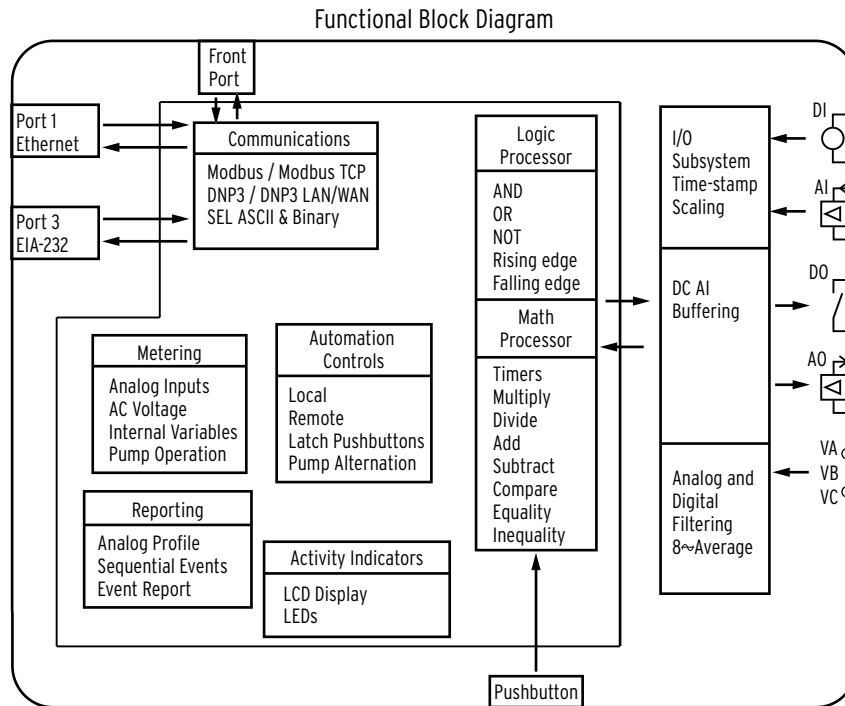 Functional Block Diagram
Front
Port
Port 1
Ethernet
Port 3
EIA-232
Communications
Modbus / Modbus TCP
DNP3 / DNP3 LAN/WAN
SEL ASCII & Binary
Metering
Analog Inputs
AC Voltage
Internal Variables
Pump Operation
Automation
Controls
Local
Remote
Latch Pushbuttons
Pump Alternation
Reporting
Analog Profile
Sequential Events
Event Report
Activity Indicators
LCD Display
LEDs
Logic
Processor
AND
OR
NOT
Rising edge
Falling edge
Math
Processor
Timers
Multiply
Divide
Add
Subtract
Compare
Equality
Inequality
Pushbutton
I/O
Subsystem
Time-stamp
Scaling
DC AI
Buffering
Analog and
Digital
Filtering
8~Average
DI
AI
DO
AO
VA
VB
VC